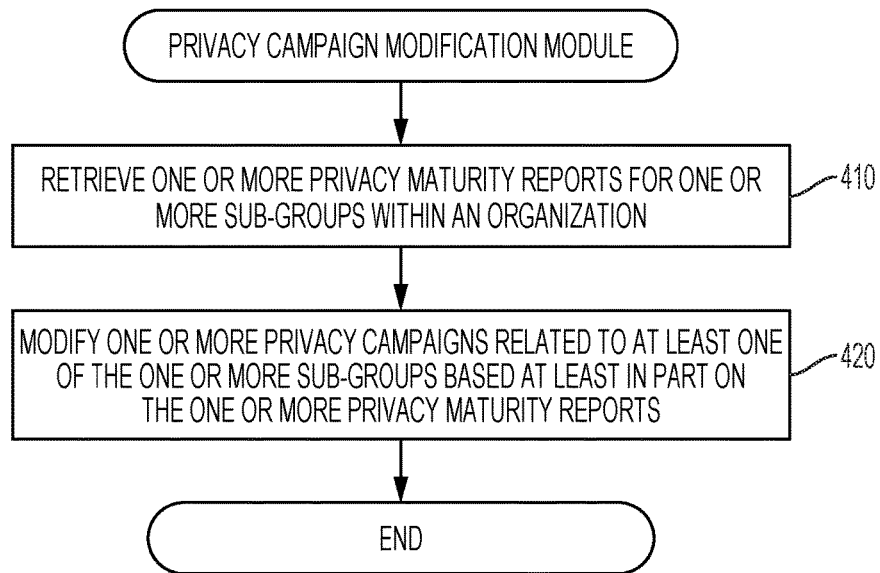 PRIVACY CAMPAIGN MODIFICATION MODULE
RETRIEVE ONE OR MORE PRIVACY MATURITY REPORTS FOR ONE OR
MORE SUB-GROUPS WITHIN AN ORGANIZATION
410
MODIFY ONE OR MORE PRIVACY CAMPAIGNS RELATED TO AT LEAST ONE
OF THE ONE OR MORE SUB-GROUPS BASED AT LEAST IN PART ON
THE ONE OR MORE PRIVACY MATURITY REPORTS
420
END